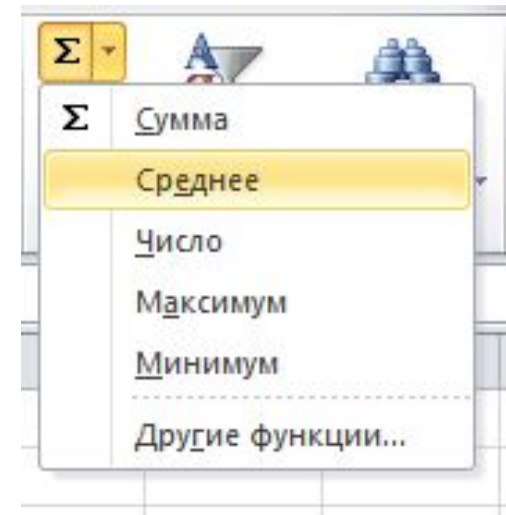 Σ
Σ Сумма
Среднее
Число
Максимум
Минимум
Другие функции...